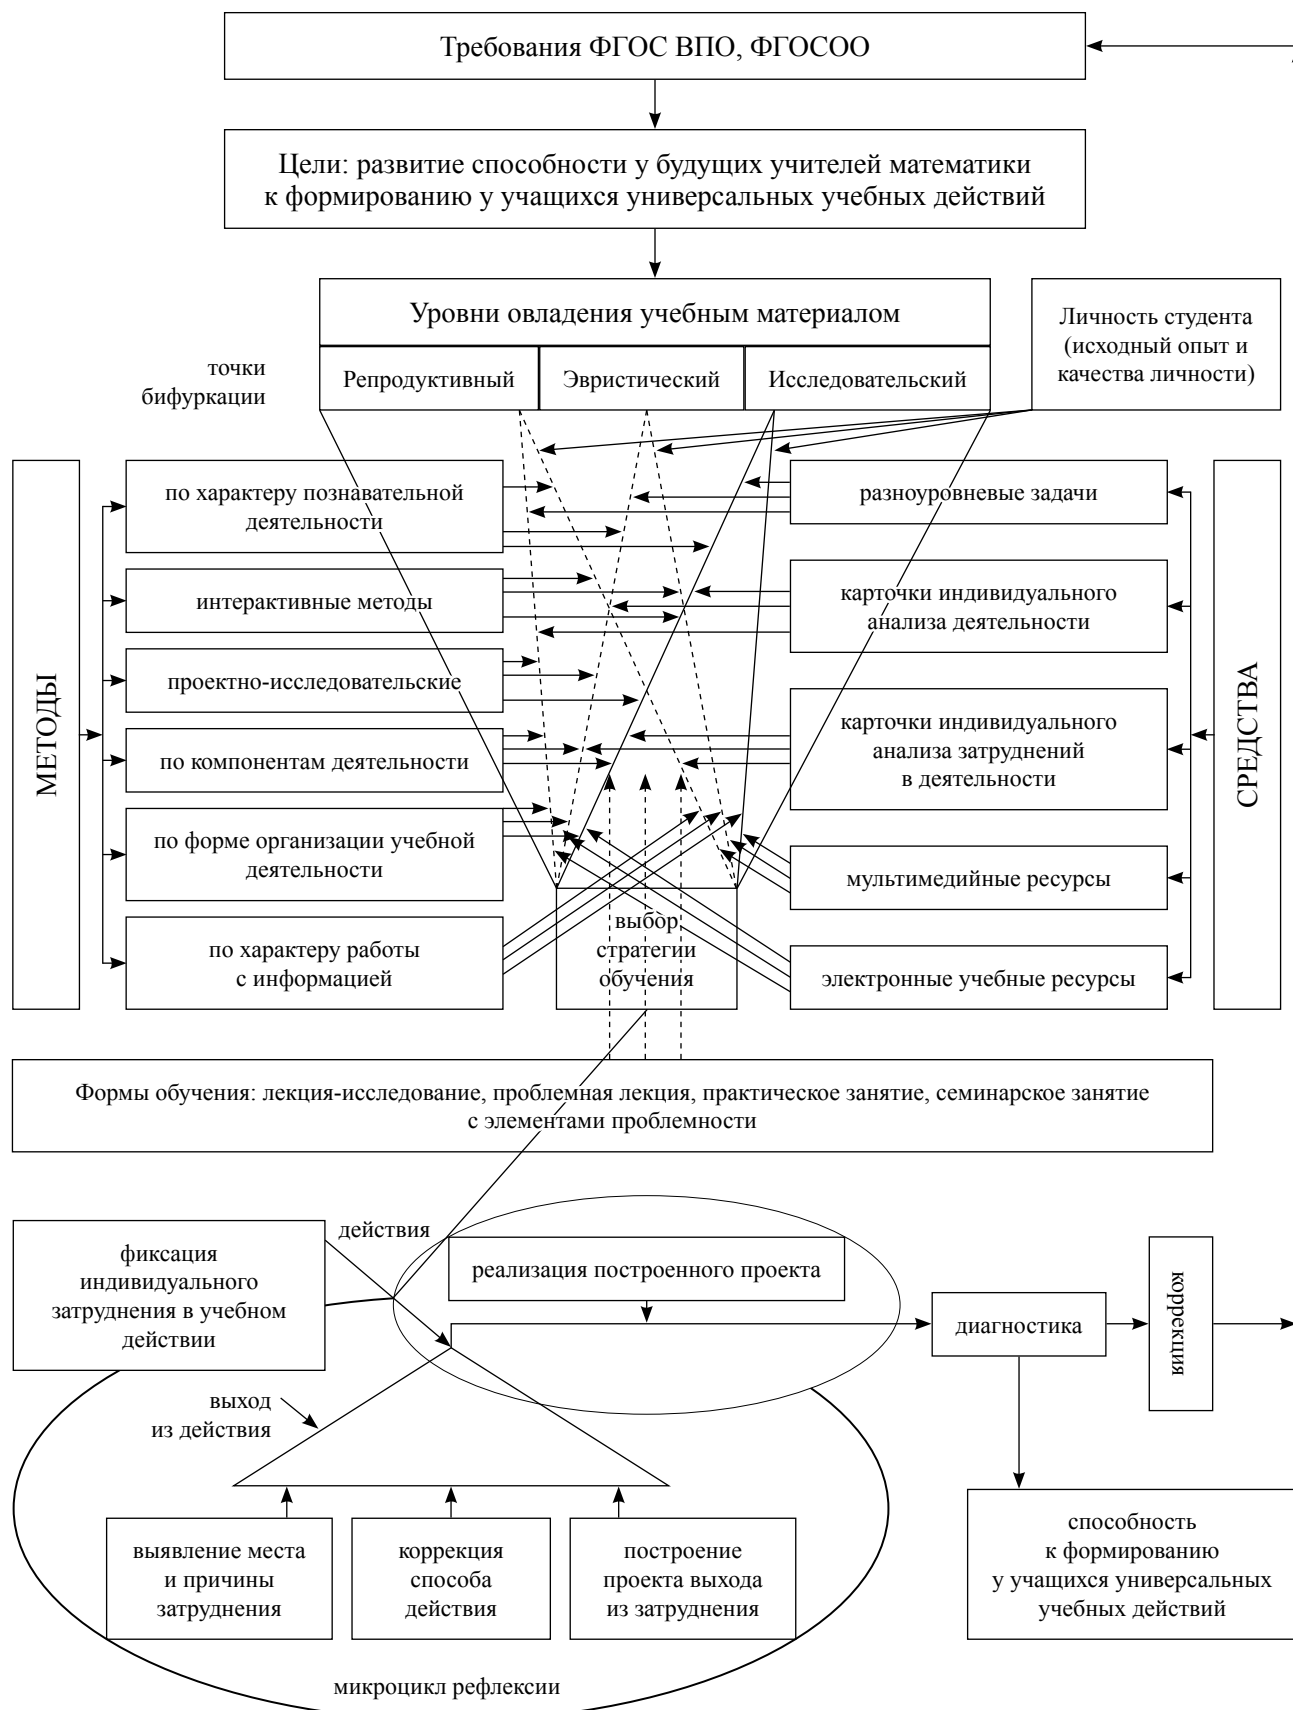 Требования ФГОС ВПО, ФГОСОО
Цели: развитие способности у будущих учителей математики
к формированию у учащихся универсальных учебных действий
Уровни овладения учебным материалом
Репродуктивный
Эвристический
Исследовательский
Личность студента
(исходный опыт и
качества личности)
точки
бифуркации
МЕТОДЫ
по характеру познавательной
деятельности
интерактивные методы
проектно-исследовательские
по компонентам деятельности
по форме организации учебной
деятельности
по характеру работы
с информацией
выбор
стратегии
обучения
разноуровневые задачи
карточки индивидуального
анализа деятельности
карточки индивидуального
анализа затруднений
в деятельности
мультимедийные ресурсы
электронные учебные ресурсы
СРЕДСТВА
Формы обучения: лекция-исследование, проблемная лекция, практическое занятие, семинарское занятие
с элементами проблемности
фиксация
индивидуального
затруднения в учебном
действии
действия
реализация построенного проекта
диагностика
коррекция
выход
из действия
выявление места
и причины
затруднения
коррекция
способа
действия
построение
проекта выхода
из затруднения
способность
к формированию
у учащихся универсальных
учебных действий
микроцикл рефлексии